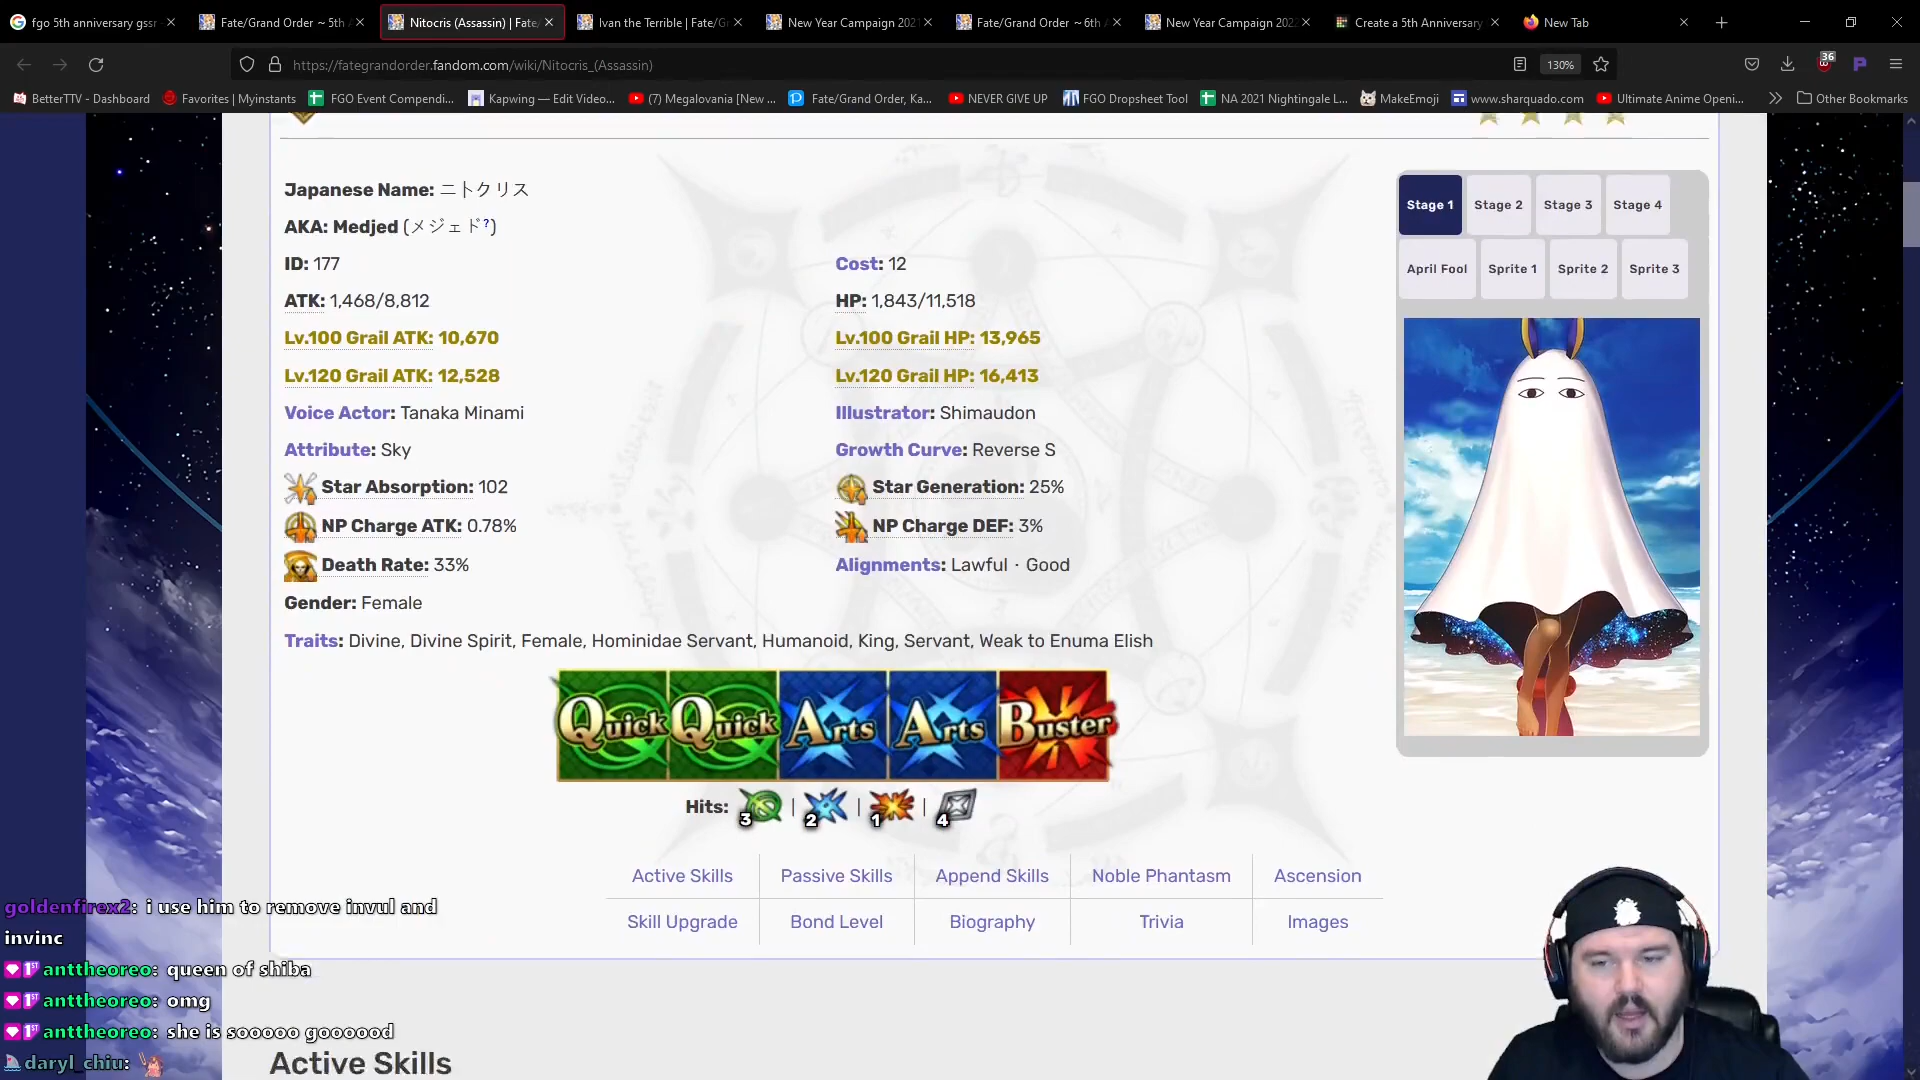 fgo 5th anniversary gssr
Fate/Grand Order ~ 5th A
Nitocris (Assassin) | Fate/
Ivan the Terrible | Fate/G
New Year Campaign 2021
Fate/Grand Order ~6th A
New Year Campaign 202
Create a 5th Anniversary
New Tab
https://fategrandorder.fandom.com/wiki/Nitocris_(Assassin)
130%
36
BetterTTV - Dashboard
Favorites | Myinstants
FGO Event Compendi...
Kapwing — Edit Video...
(7) Megalovania [New ...
Fate/Grand Order, Ka...
NEVER GIVE UP
FGO Dropsheet Tool
NA 2021 Nightingale L...
MakeEmoji
www.sharquado.com
Ultimate Anime Openi...
Other Bookmarks
Japanese Name: ニトクリス
AKA: Medjed (メジェド?)
ID: 177
Cost: 12
ATK: 1,468/8,812
HP: 1,843/11,518
Lv.100 Grail ATK: 10,670
Lv.100 Grail HP: 13,965
Lv.120 Grail ATK: 12,528
Lv.120 Grail HP: 16,413
Voice Actor: Tanaka Minami
Illustrator: Shimaudon
Attribute: Sky
Growth Curve: Reverse S
Star Absorption: 102
Star Generation: 25%
NP Charge ATK: 0.78%
NP Charge DEF: 3%
Death Rate: 33%
Alignments: Lawful · Good
Gender: Female
Traits: Divine, Divine Spirit, Female, Hominidae Servant, Humanoid, King, Servant, Weak to Enuma Elish
Stage 1 Stage 2 Stage 3 Stage 4
April Fool Sprite 1 Sprite 2 Sprite 3
Quick Quick Arts Arts Buster
Hits: 3 | 2 | 1 | 4
Active Skills Passive Skills Append Skills Noble Phantasm Ascension
Skill Upgrade Bond Level Biography Trivia Images
Active Skills
goldenfirex2: i use him to remove invul and
invinc
1ST anttheoreo: queen of shiba
1ST anttheoreo: omg
1ST anttheoreo: she is sooooo goooood
daryl_chiu: